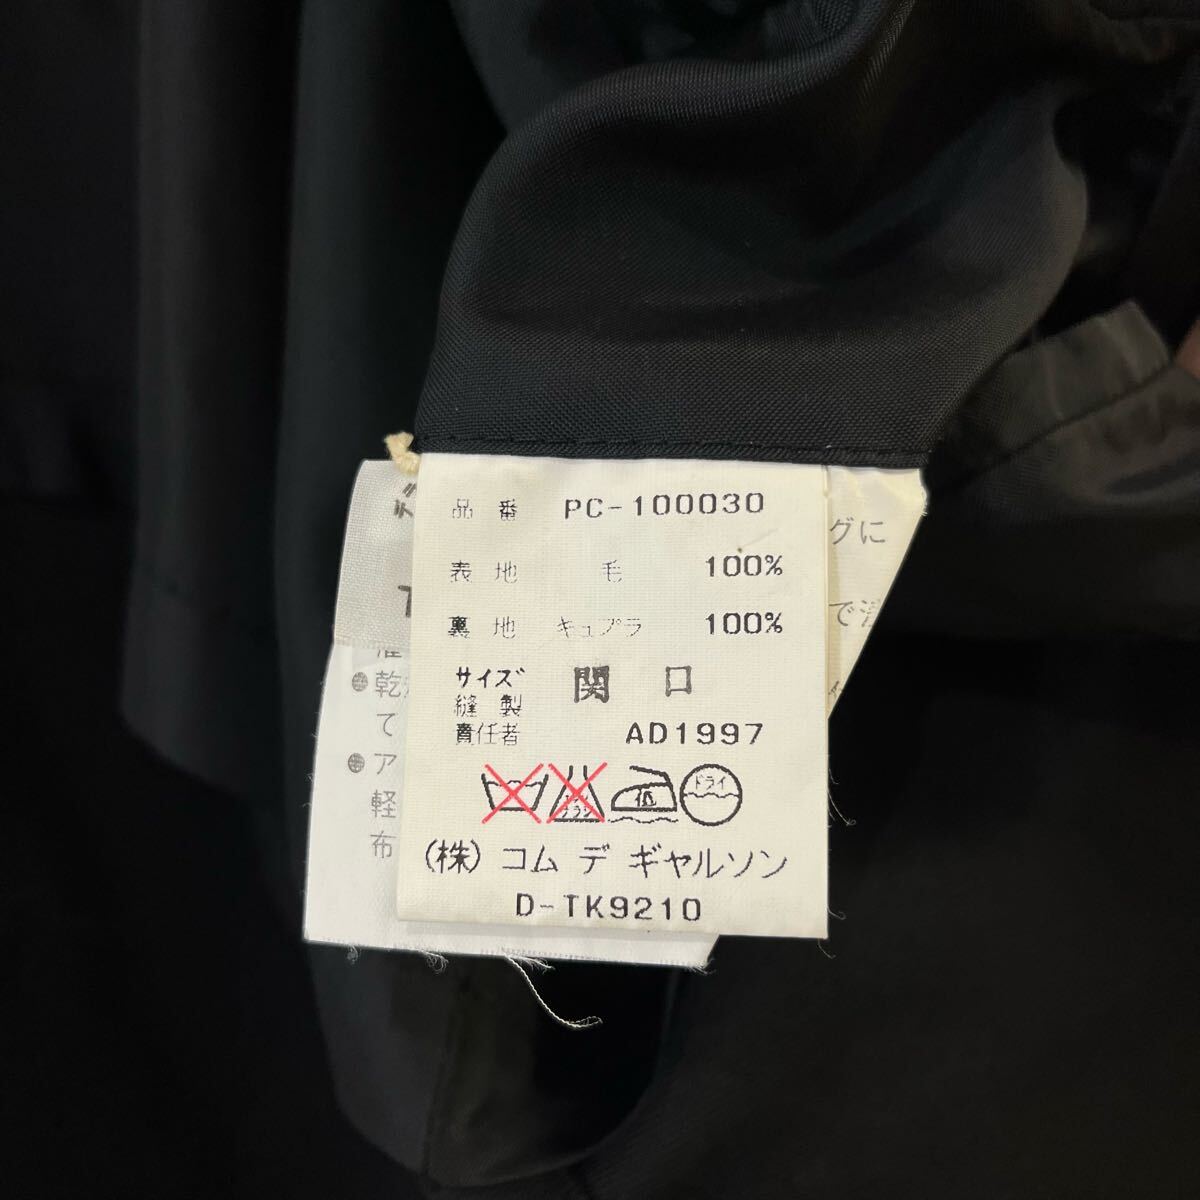 品番 PC-100030
表地 毛 100%
裏地 キュプラ 100%
サイズ
縫製 関口
責任者 AD1997
低 ドライ
(株) コム デ ギャルソン
D-TK9210
グに
で
●乾
て
●ア
軽
布